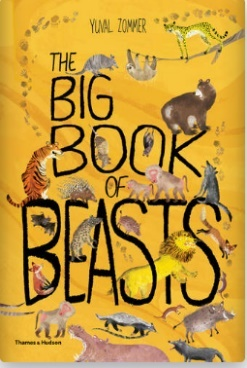 YUVAL ZOMMER
THE
BIG
BOOK
OF
BEASTS
Thames & Hudson